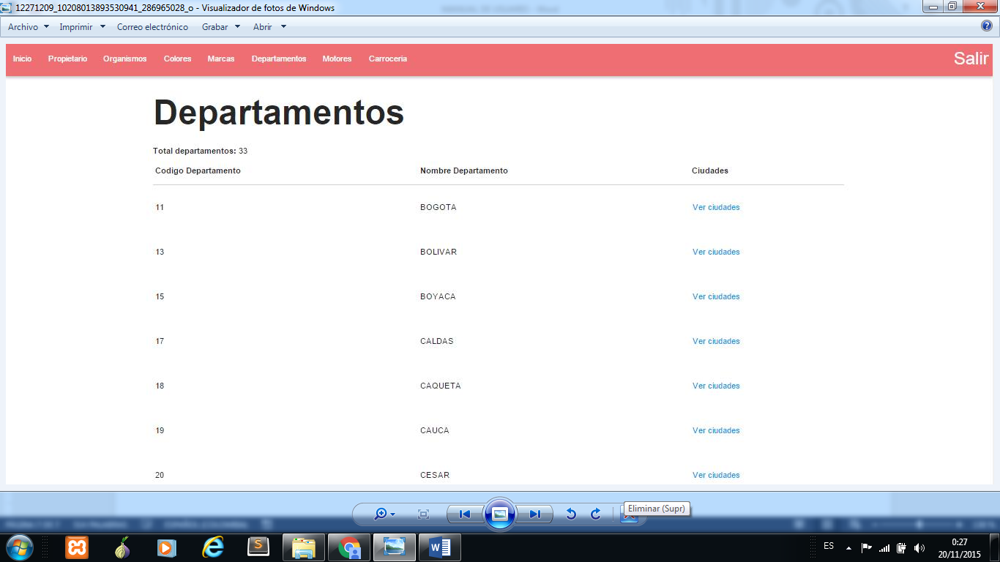 12271209_10208013893530941_286965028_o - Visualizador de fotos de Windows
Archivo Imprimir Correo electrónico Grabar Abrir
Inicio Propietario Organismos Colores Marcas Departamentos Motores Carroceria Salir
Departamentos
Total departamentos: 33
Codigo Departamento Nombre Departamento Ciudades
11 BOGOTA Ver ciudades
13 BOLIVAR Ver ciudades
15 BOYACA Ver ciudades
17 CALDAS Ver ciudades
18 CAQUETA Ver ciudades
19 CAUCA Ver ciudades
20 CESAR Ver ciudades
Eliminar (Supr)
ES 0:27
20/11/2015